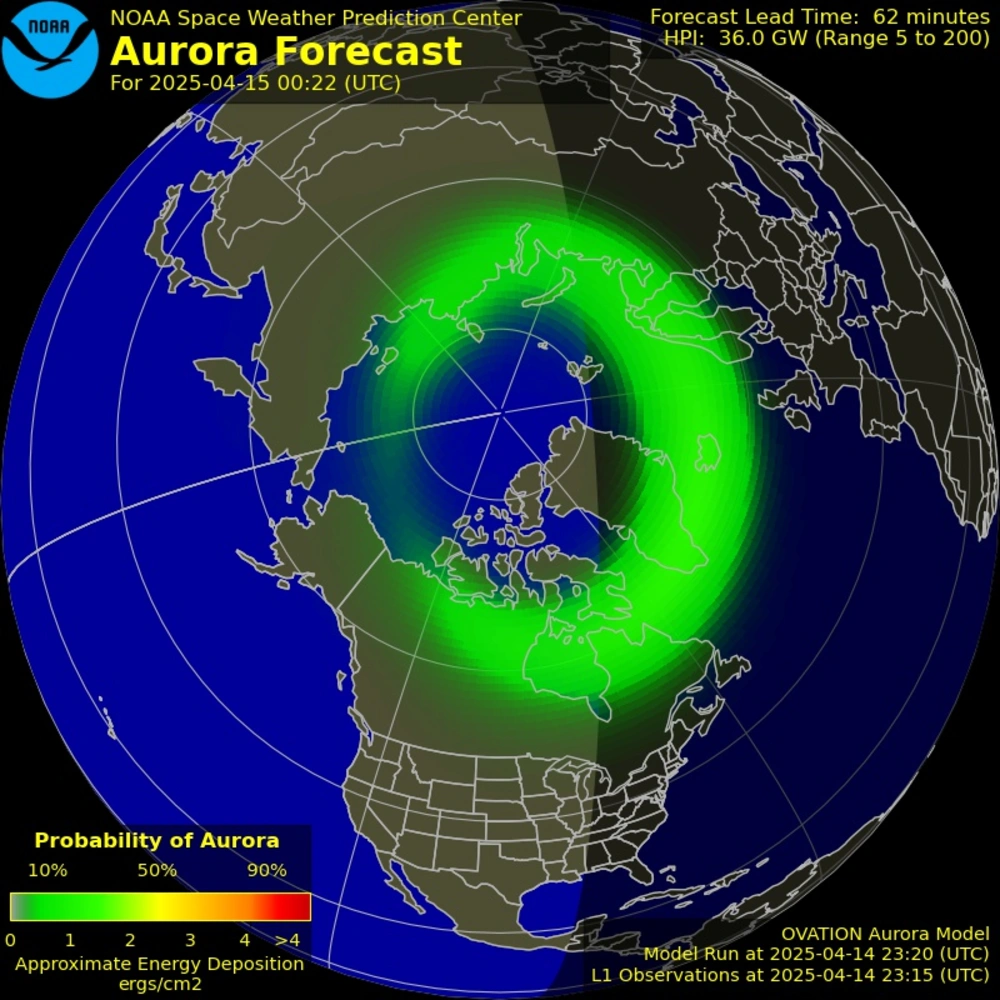 NOAA
NOAA Space Weather Prediction Center
Aurora Forecast
For 2025-04-15 00:22 (UTC)
Forecast Lead Time: 62 minutes
HPI: 36.0 GW (Range 5 to 200)
Probability of Aurora
10% 50% 90%
0 1 2 3 4 >4
Approximate Energy Deposition
ergs/cm2
OVATION Aurora Model
Model Run at 2025-04-14 23:20 (UTC)
L1 Observations at 2025-04-14 23:15 (UTC)